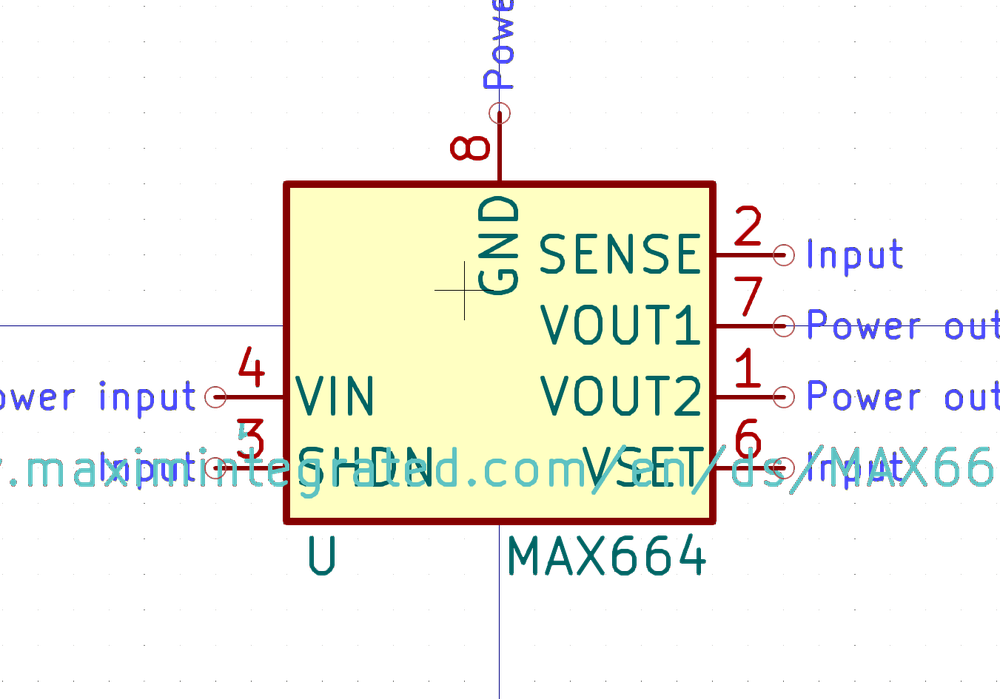 Powe
8
GND
2
SENSE Input
7
VOUT1 Power out
4 1
ower input VIN VOUT2 Power out
3 6
Input SHDN VSET Input
.maximintegrated.com/en/ds/MAX66
U MAX664